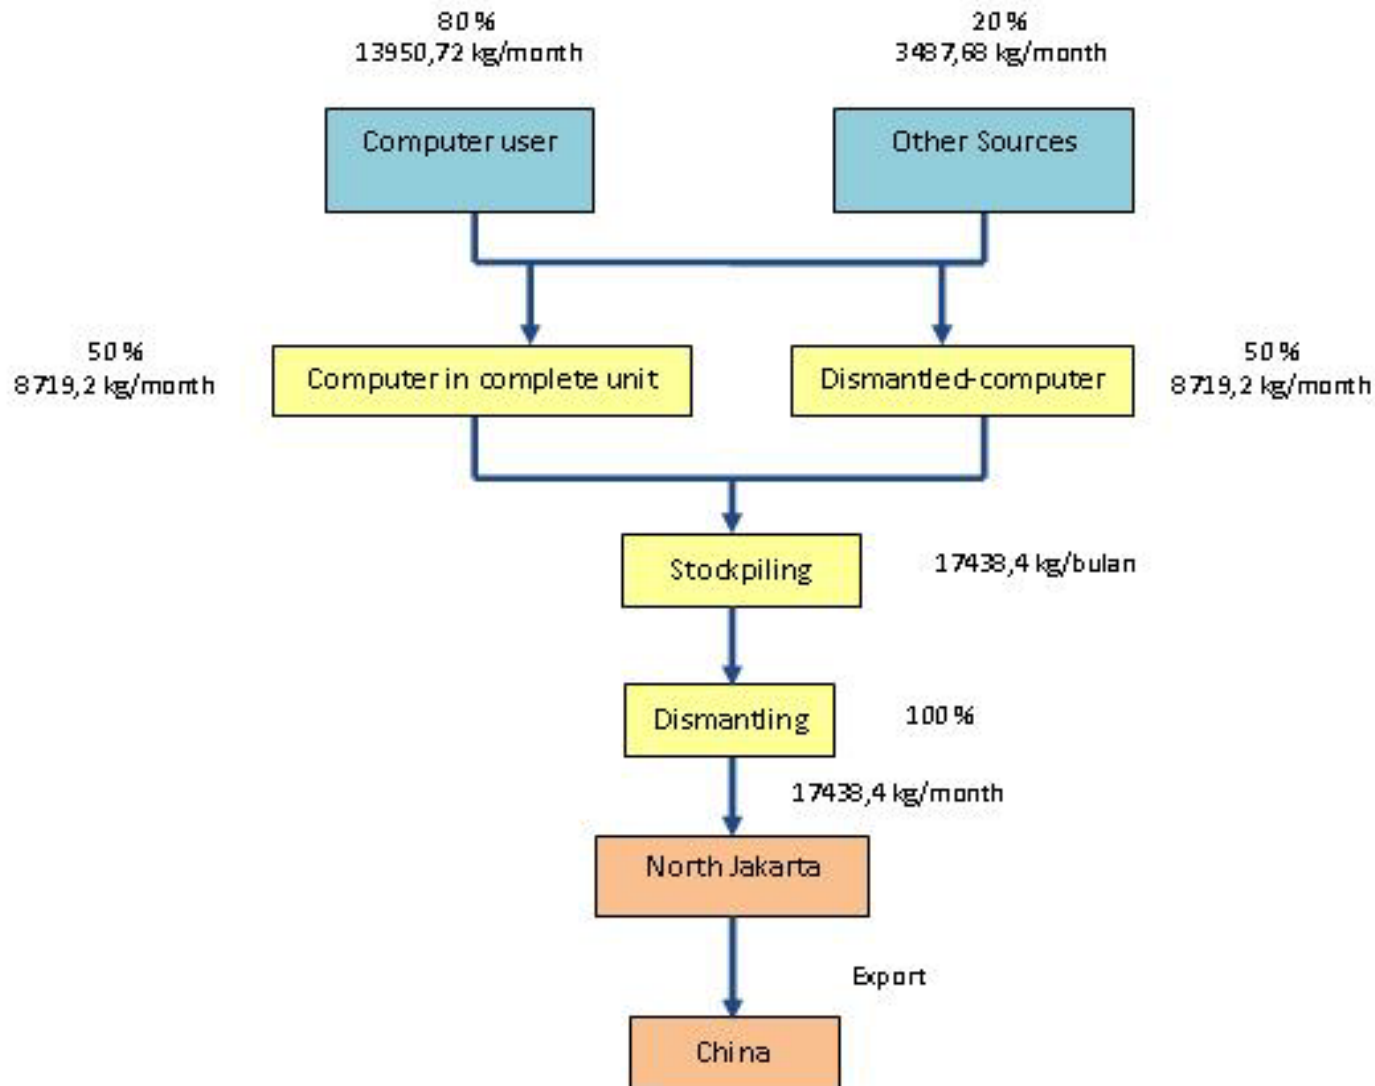 80%
13950,72 kg/month
20%
3487,68 kg/month
Computer user
Other Sources
50%
8719,2 kg/month
Computer in complete unit
Dismantled-computer
50%
8719,2 kg/month
Stockpiling
17438,4 kg/bulan
Dismantling
100%
17438,4 kg/month
North Jakarta
Export
China